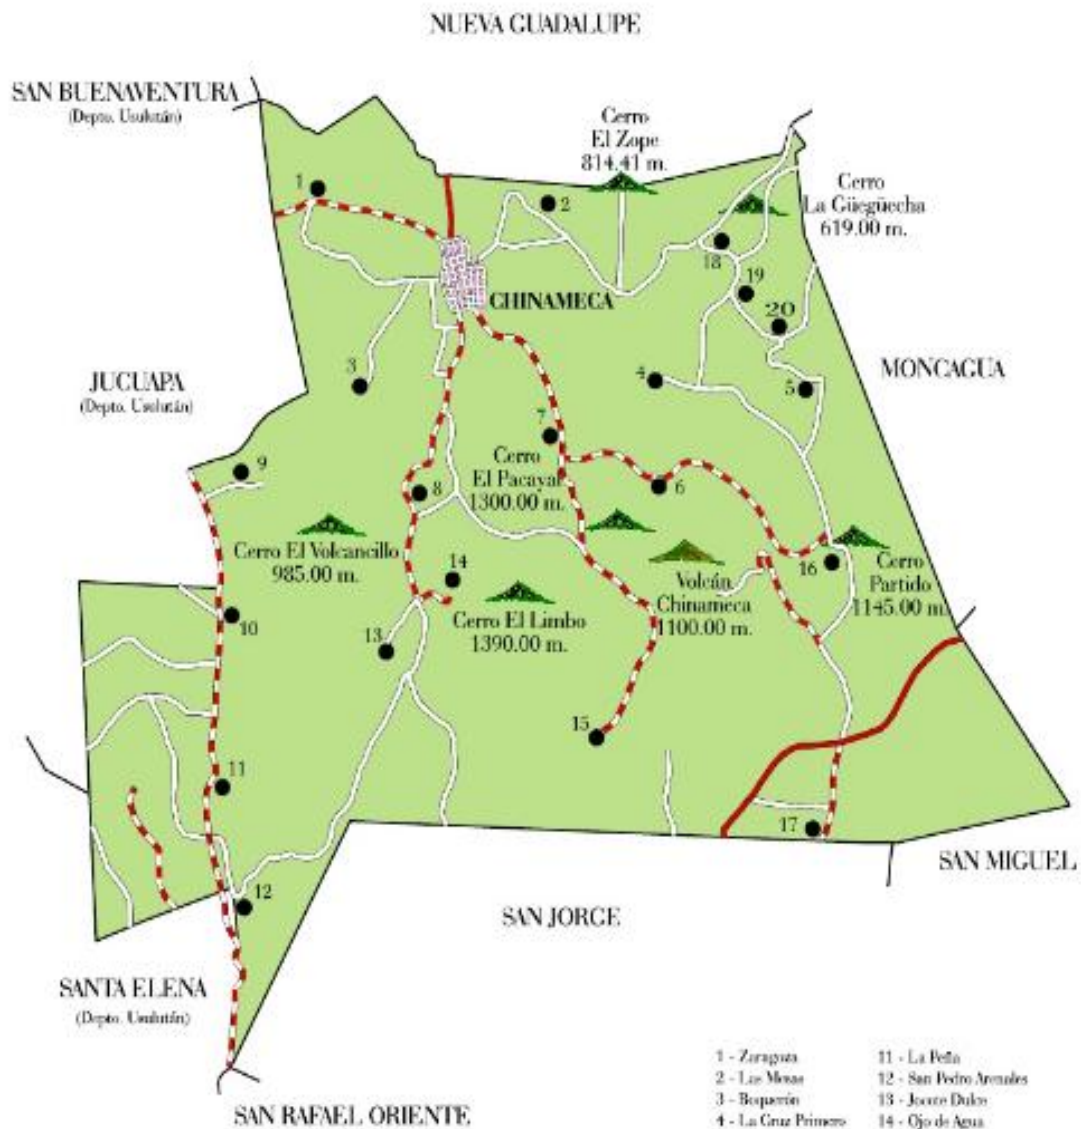 NUEVA GUADALUPE
SAN BUENAVENTURA
(Depto. Usulután)
Cerro
El Zope
814.41 m.
Cerro
La Güegüecha
619.00 m.
1
2
18
19
20
CHINAMECA
3
4
5
JUCUAPA
(Depto. Usulután)
MONCAGUA
7
Cerro
El Pacayal
1300.00 m.
6
8
9
Cerro El Volcancillo
985.00 m.
14
Cerro El Limbo
1390.00 m.
Volcán
Chinameca
1100.00 m.
16
Cerro
Partido
1145.00 m.
10
13
15
11
17
12
SAN MIGUEL
SAN JORGE
SANTA ELENA
(Depto. Usulután)
SAN RAFAEL ORIENTE
1 - Zaragoza
2 - Las Mesas
3 - Boquerón
4 - La Cruz Primero
11 - La Peña
12 - San Pedro Arenales
13 - Jocote Dulce
14 - Ojo de Agua